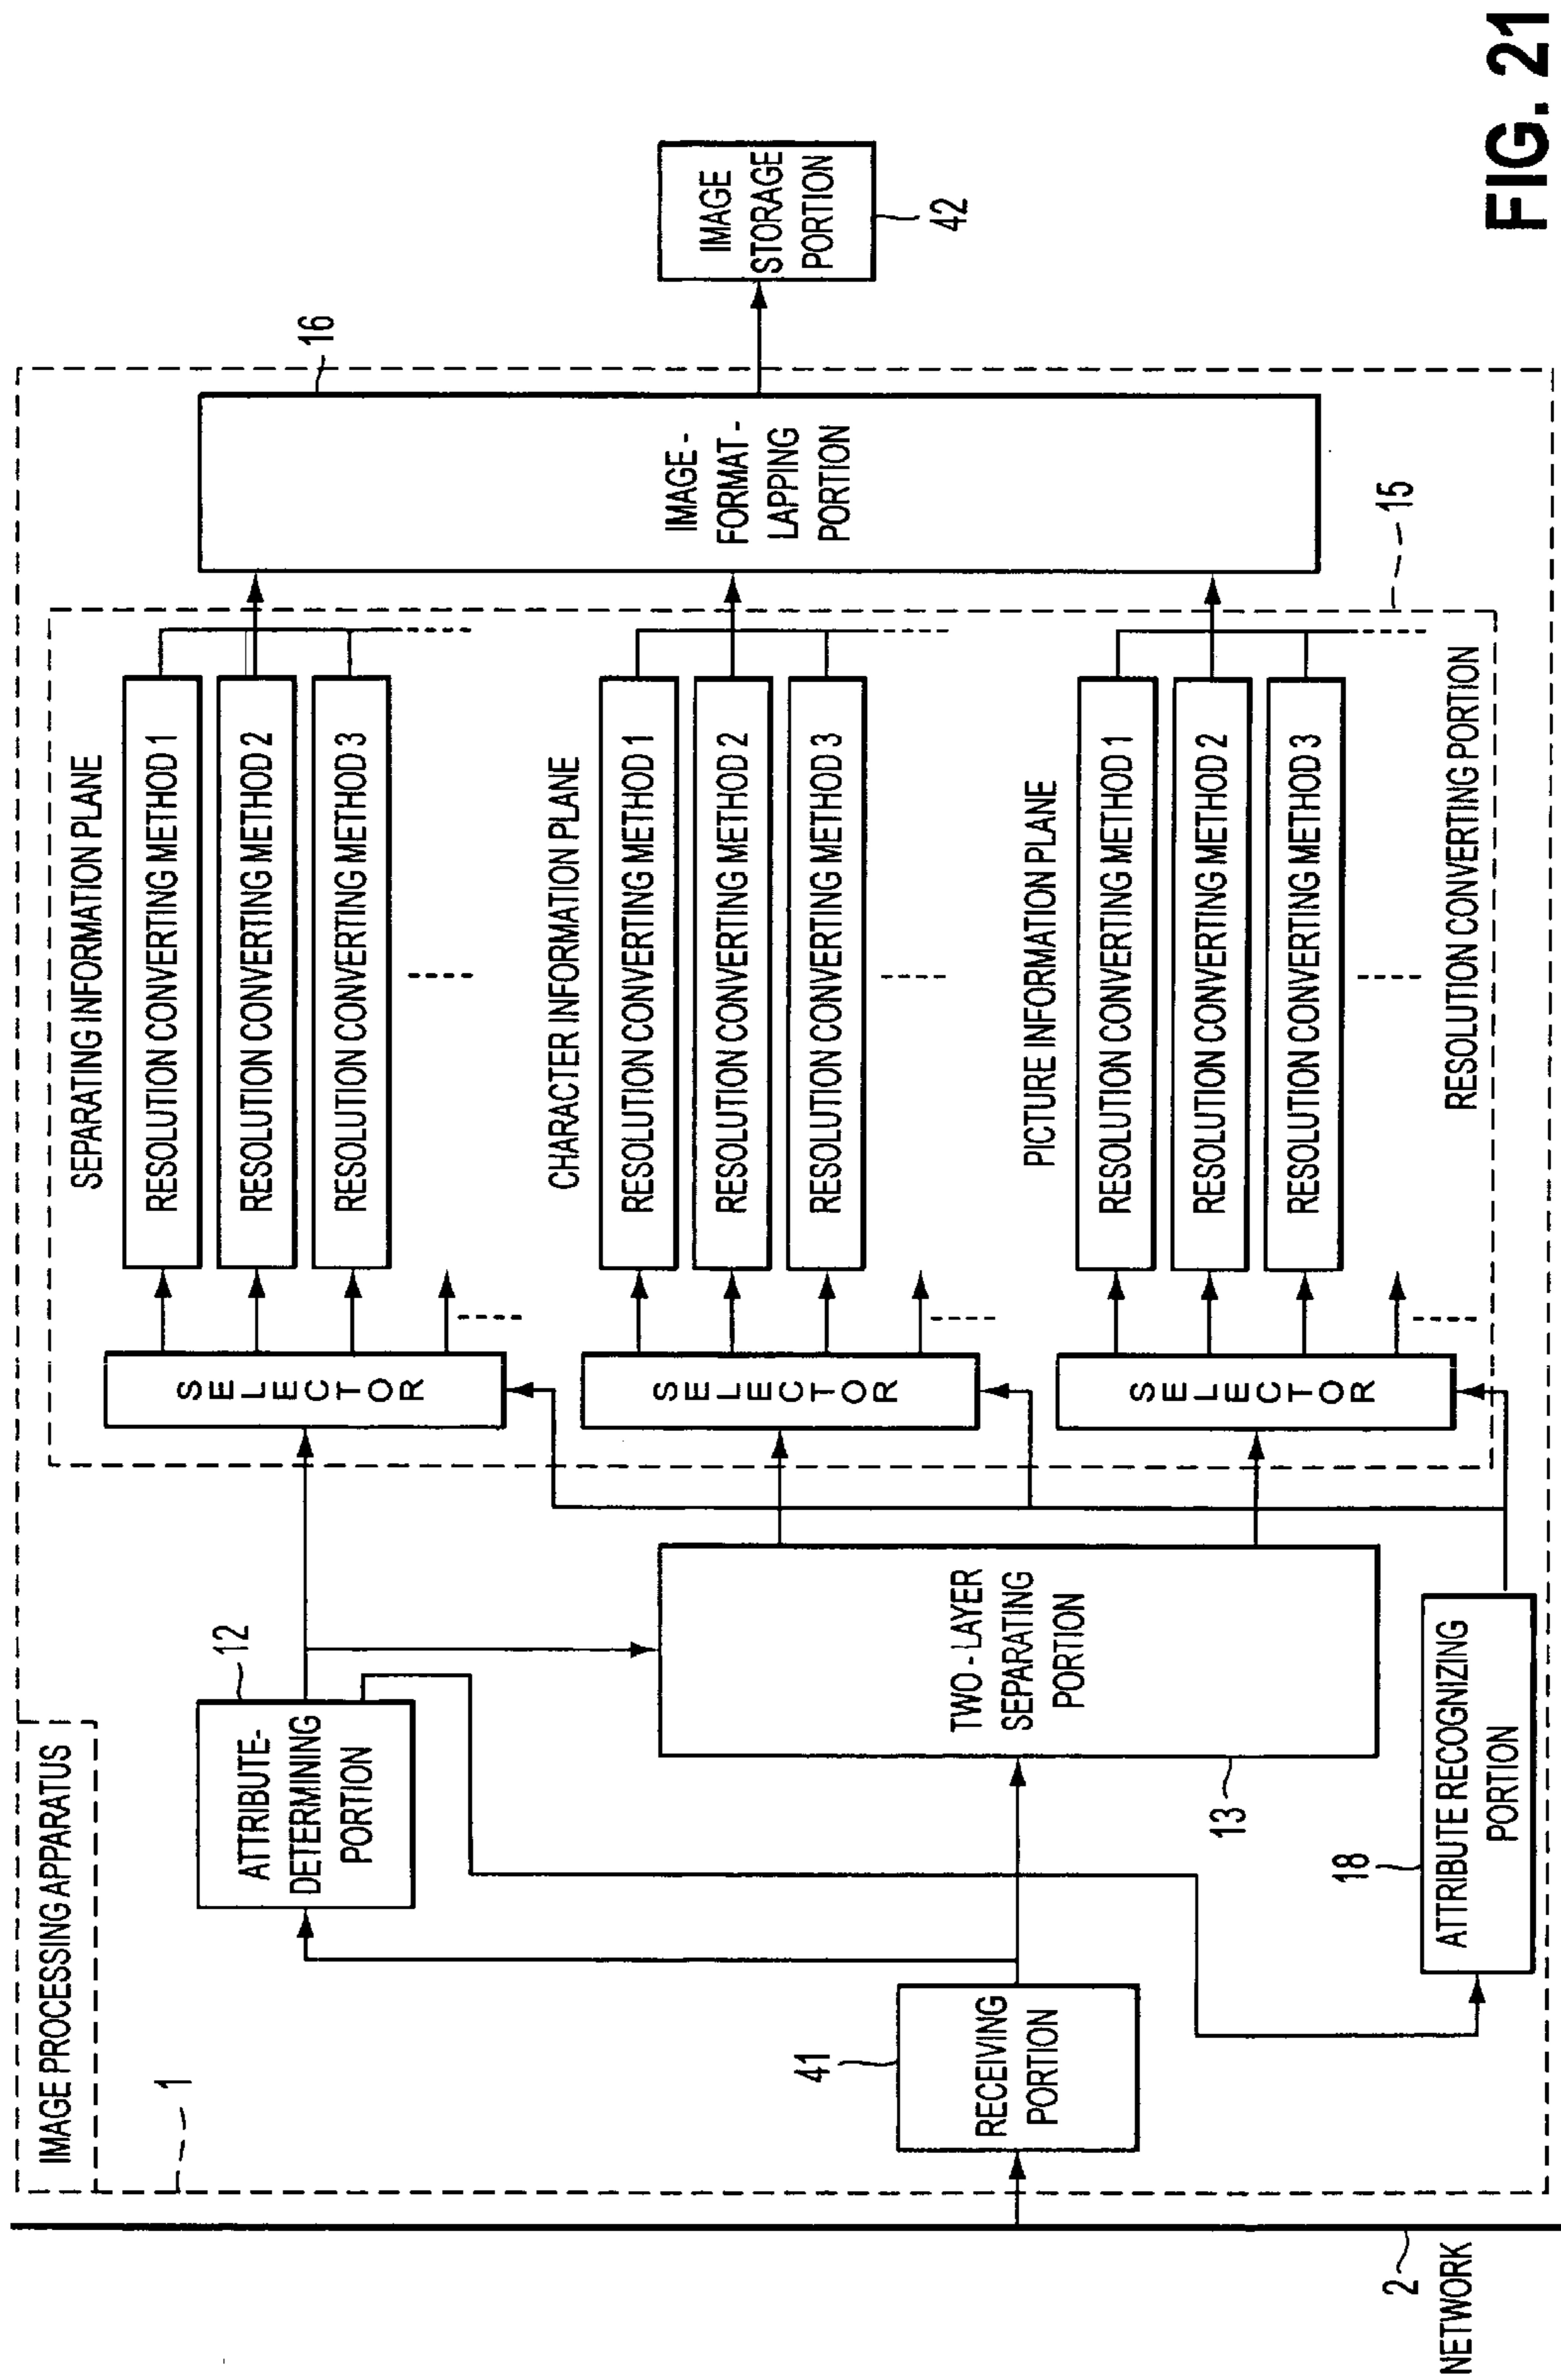 IMAGE PROCESSING APPARATUS
1
2
NETWORK
41
RECEIVING
PORTION
12
ATTRIBUTE-
DETERMINING
PORTION
13
TWO - LAYER
SEPARATING
PORTION
18
ATTRIBUTE RECOGNIZING
PORTION
SELECTOR
SEPARATING INFORMATION PLANE
RESOLUTION CONVERTING METHOD 1
RESOLUTION CONVERTING METHOD 2
RESOLUTION CONVERTING METHOD 3
SELECTOR
CHARACTER INFORMATION PLANE
RESOLUTION CONVERTING METHOD 1
RESOLUTION CONVERTING METHOD 2
RESOLUTION CONVERTING METHOD 3
SELECTOR
PICTURE INFORMATION PLANE
RESOLUTION CONVERTING METHOD 1
RESOLUTION CONVERTING METHOD 2
RESOLUTION CONVERTING METHOD 3
RESOLUTION CONVERTING PORTION
15
16
IMAGE -
FORMAT -
LAPPING
PORTION
IMAGE
STORAGE
PORTION
42
FIG. 21